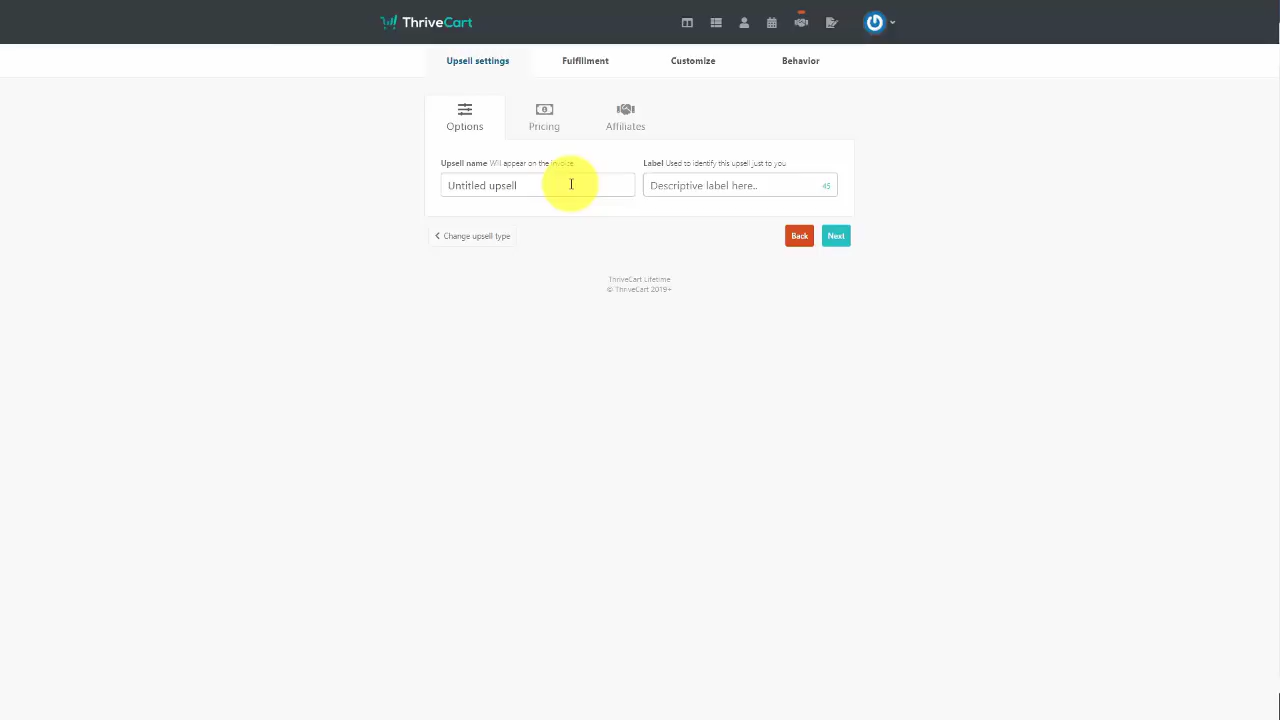 ThriveCart
Upsell settings
Fulfillment
Customize
Behavior
Options
Pricing
Affiliates
Upsell name Will appear on the invoice
Label Used to identify this upsell just to you
Untitled upsell
Descriptive label here..
45
Change upsell type
Back
Next
ThriveCart Lifetime
© ThriveCart 2019+